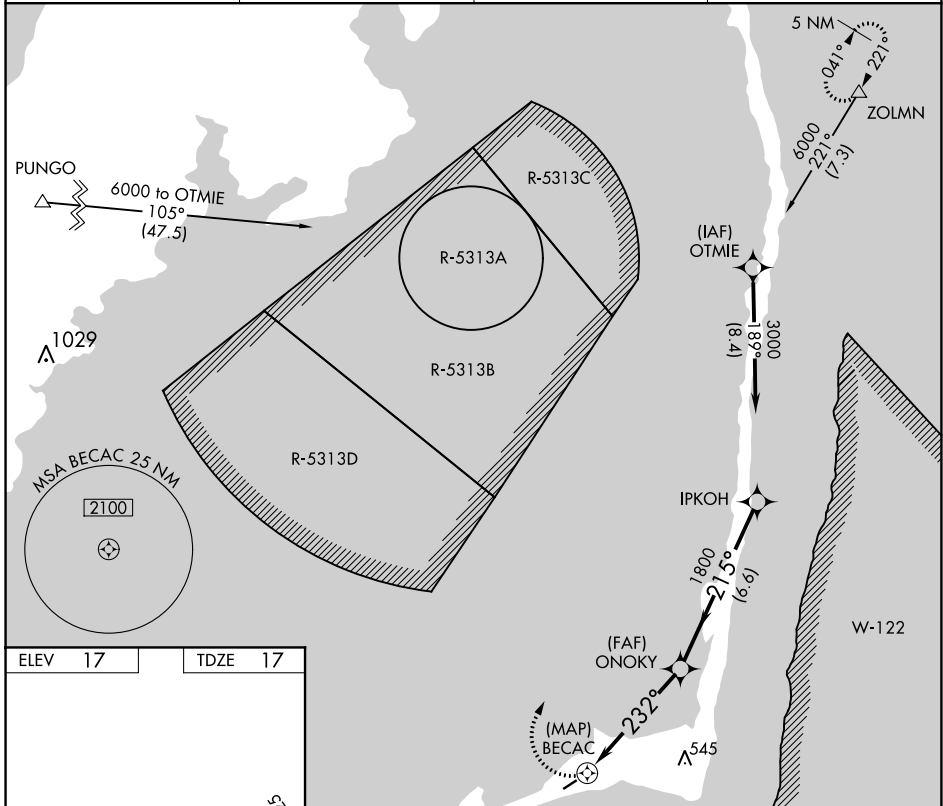 5 NM
041°
221°
ZOLMN
6000
221°
(7.3)
PUNGO
6000 to OTMIE
105°
(47.5)
R-5313C
R-5313A
(IAF)
OTMIE
3000
189°
(8.4)
1029
R-5313B
R-5313D
MSA BECAC 25 NM
2100
IPKOH
1800
215°
(6.6)
W-122
(FAF)
ONOKY
232°
(MAP)
BECAC
545
ELEV 17
TDZE 17